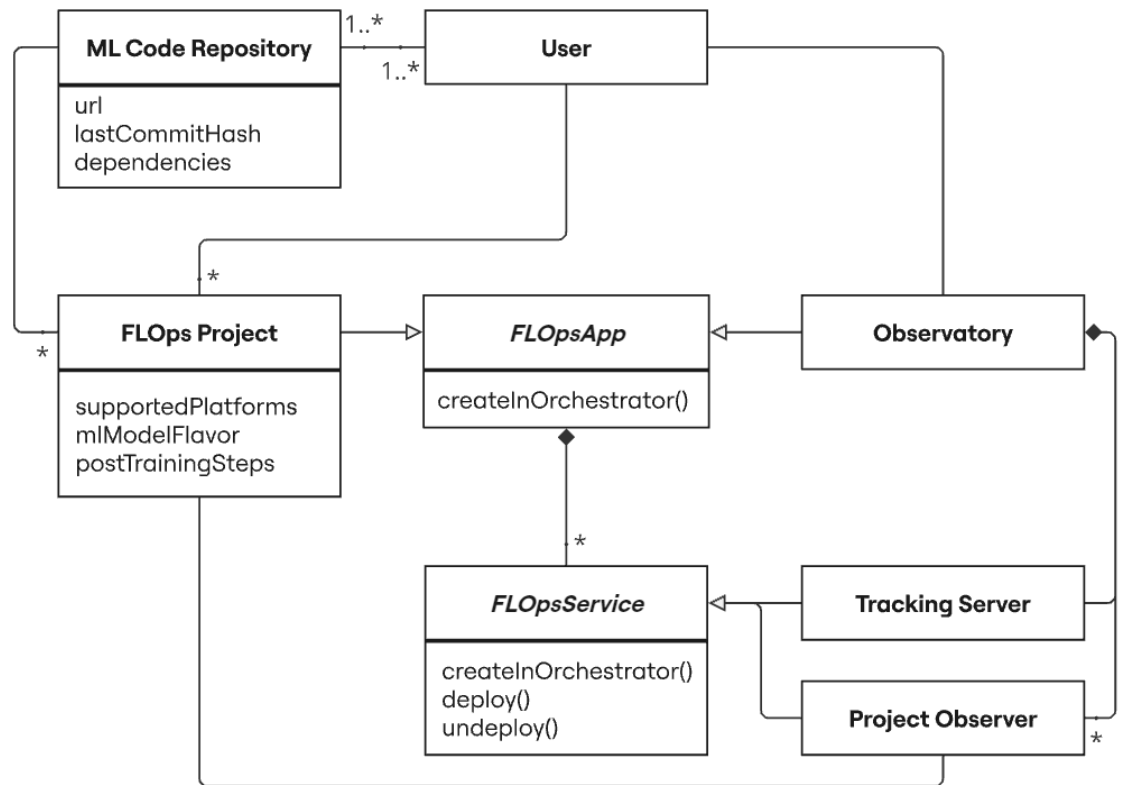 ML Code Repository
url
lastCommitHash
dependencies
1..*
1..*
User
*
*
FLOps Project
supportedPlatforms
mlModelFlavor
postTrainingSteps
FLOpsApp
createInOrchestrator()
Observatory
*
FLOpsService
createInOrchestrator()
deploy()
undeploy()
Tracking Server
Project Observer
*